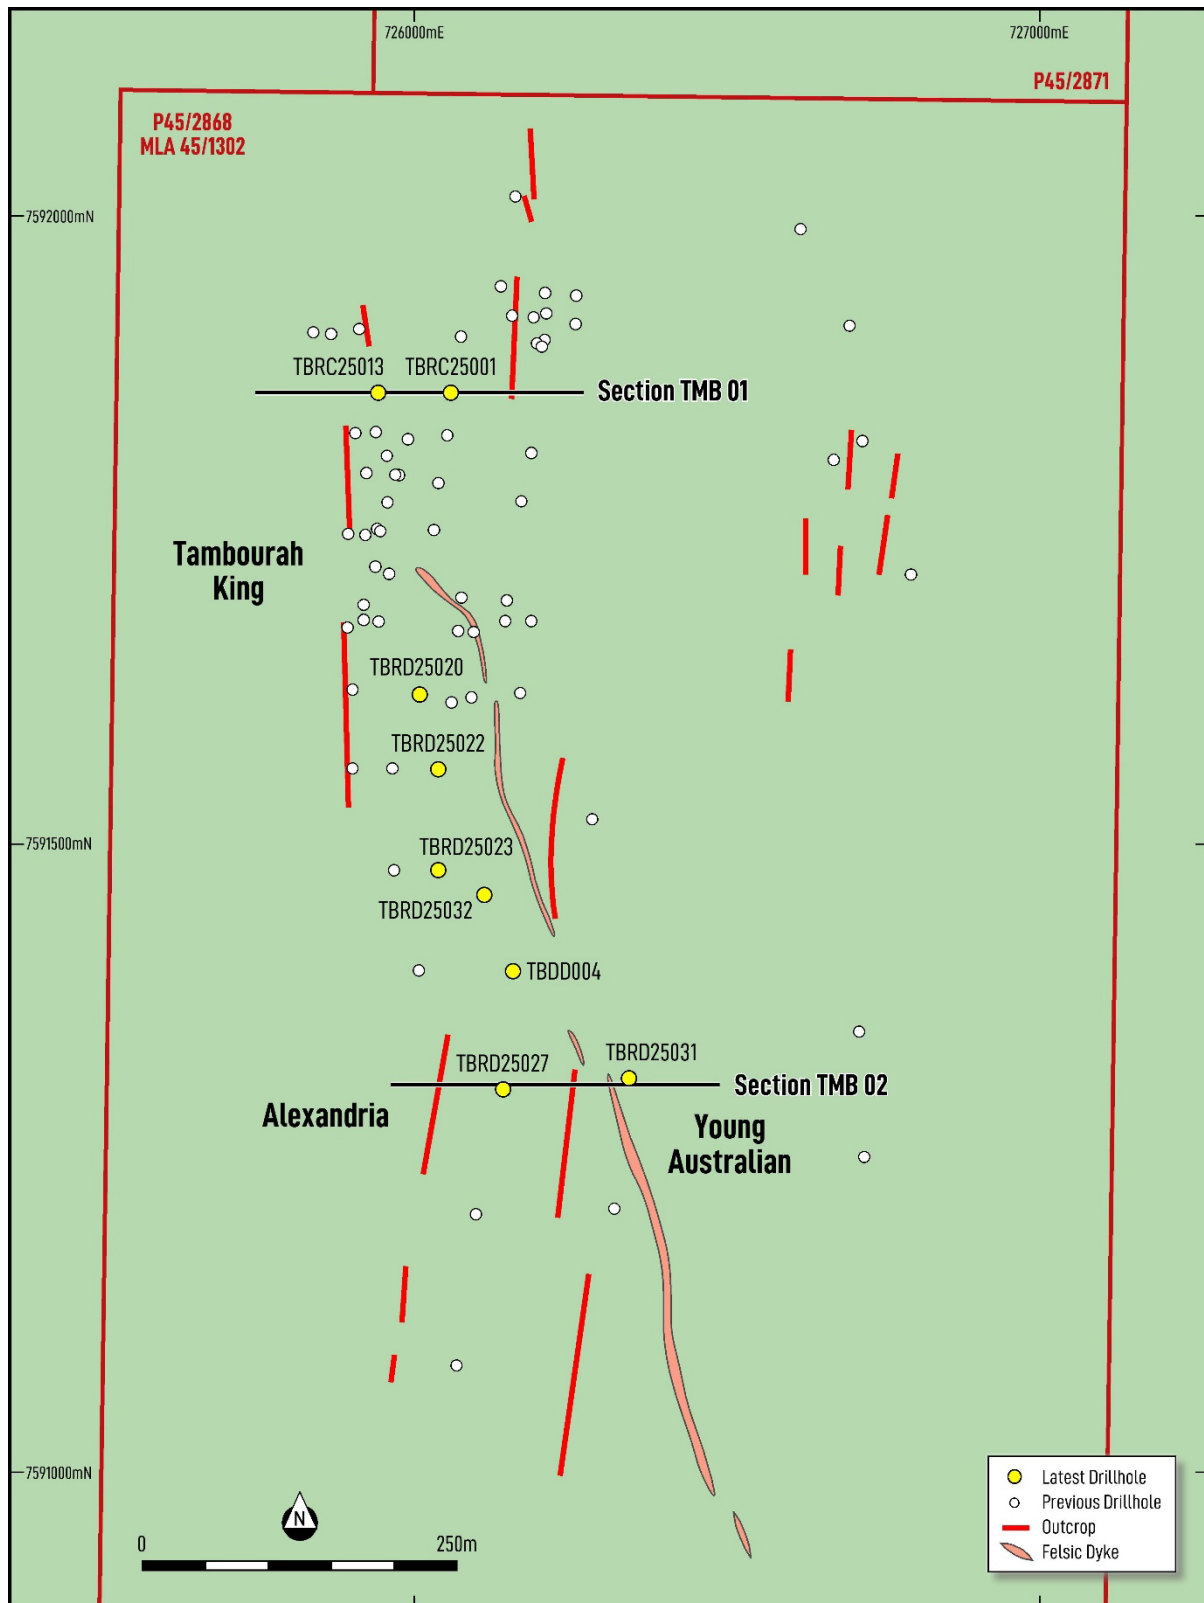 726000mE
727000mE
P45/2871
P45/2868
MLA 45/1302
7592000mN
TBRC25013
TBRC25001
Section TMB 01
Tambourah
King
TBRD25020
TBRD25022
7591500mN
TBRD25023
TBRD25032
TBDD004
TBRD25027
TBRD25031
Section TMB 02
Alexandria
Young
Australian
7591000mN
N
0
250m
Latest Drillhole
Previous Drillhole
Outcrop
Felsic Dyke